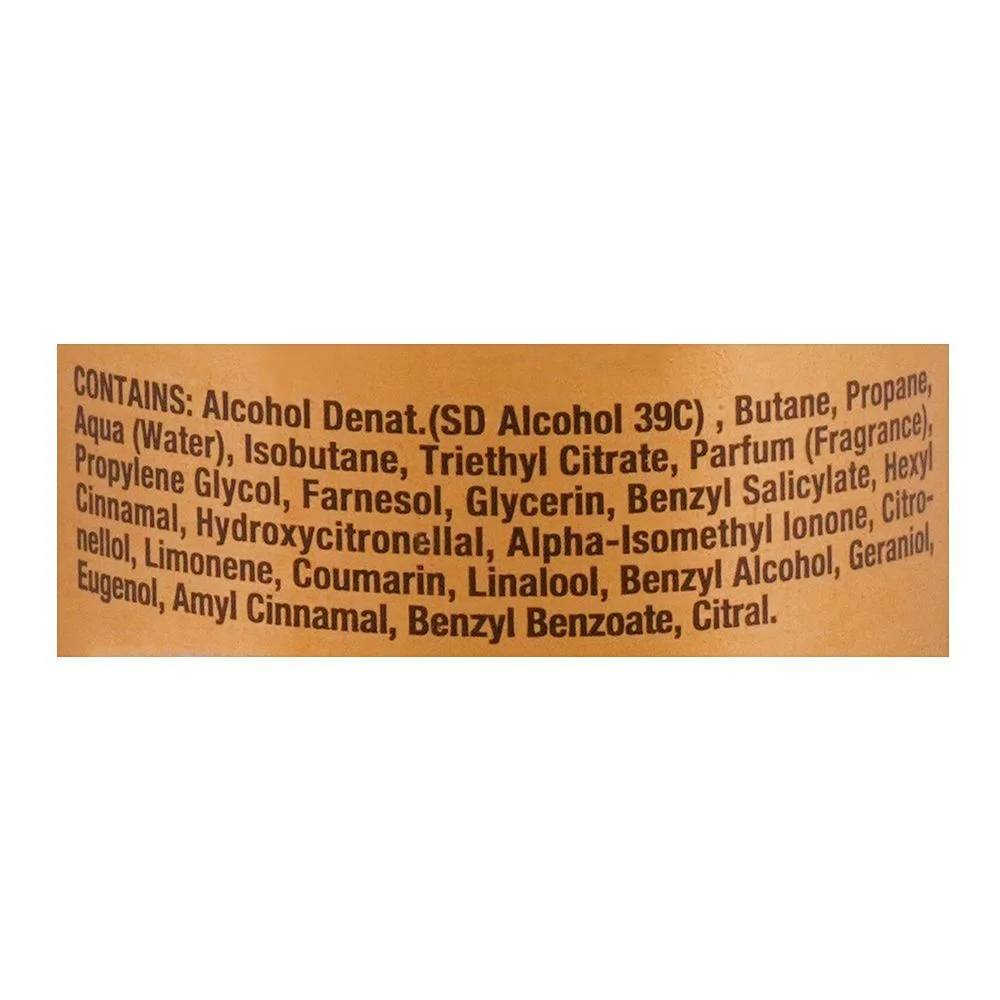 CONTAINS: Alcohol Denat.(SD Alcohol 39C) , Butane, Propane,
Aqua (Water), Isobutane, Triethyl Citrate, Parfum (Fragrance),
Propylene Glycol, Farnesol, Glycerin, Benzyl Salicylate, Hexyl
Cinnamal, Hydroxycitronellal, Alpha-Isomethyl Ionone, Citro-
nellol, Limonene, Coumarin, Linalool, Benzyl Alcohol, Geraniol,
Eugenol, Amyl Cinnamal, Benzyl Benzoate, Citral.